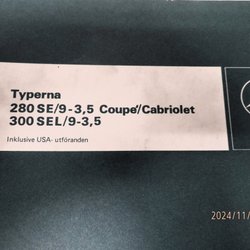 Typerna
280 SE/9-3,5 Coupé/Cabriolet
300 SEL/9-3,5
Inklusive USA-utföranden
2024/11/